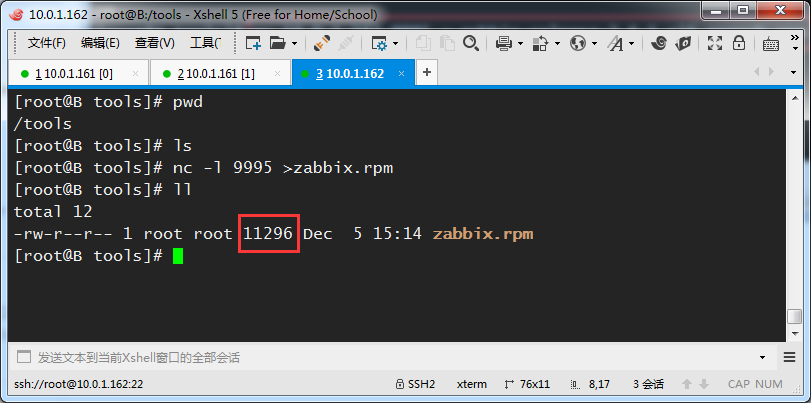 10.0.1.162 - root@B:/tools - Xshell 5 (Free for Home/School)
文件(F) 编辑(E) 查看(V) 工具(
1 10.0.1.161 [0] × 2 10.0.1.161 [1] × 3 10.0.1.162 × +
[root@B tools]# pwd
/tools
[root@B tools]# ls
[root@B tools]# nc -l 9995 >zabbix.rpm
[root@B tools]# ll
total 12
-rw-r--r-- 1 root root 11296 Dec  5 15:14 zabbix.rpm
[root@B tools]#
发送文本到当前Xshell窗口的全部会话
ssh://root@10.0.1.162:22 SSH2 xterm 76x11 8,17 3 会话 CAP NUM